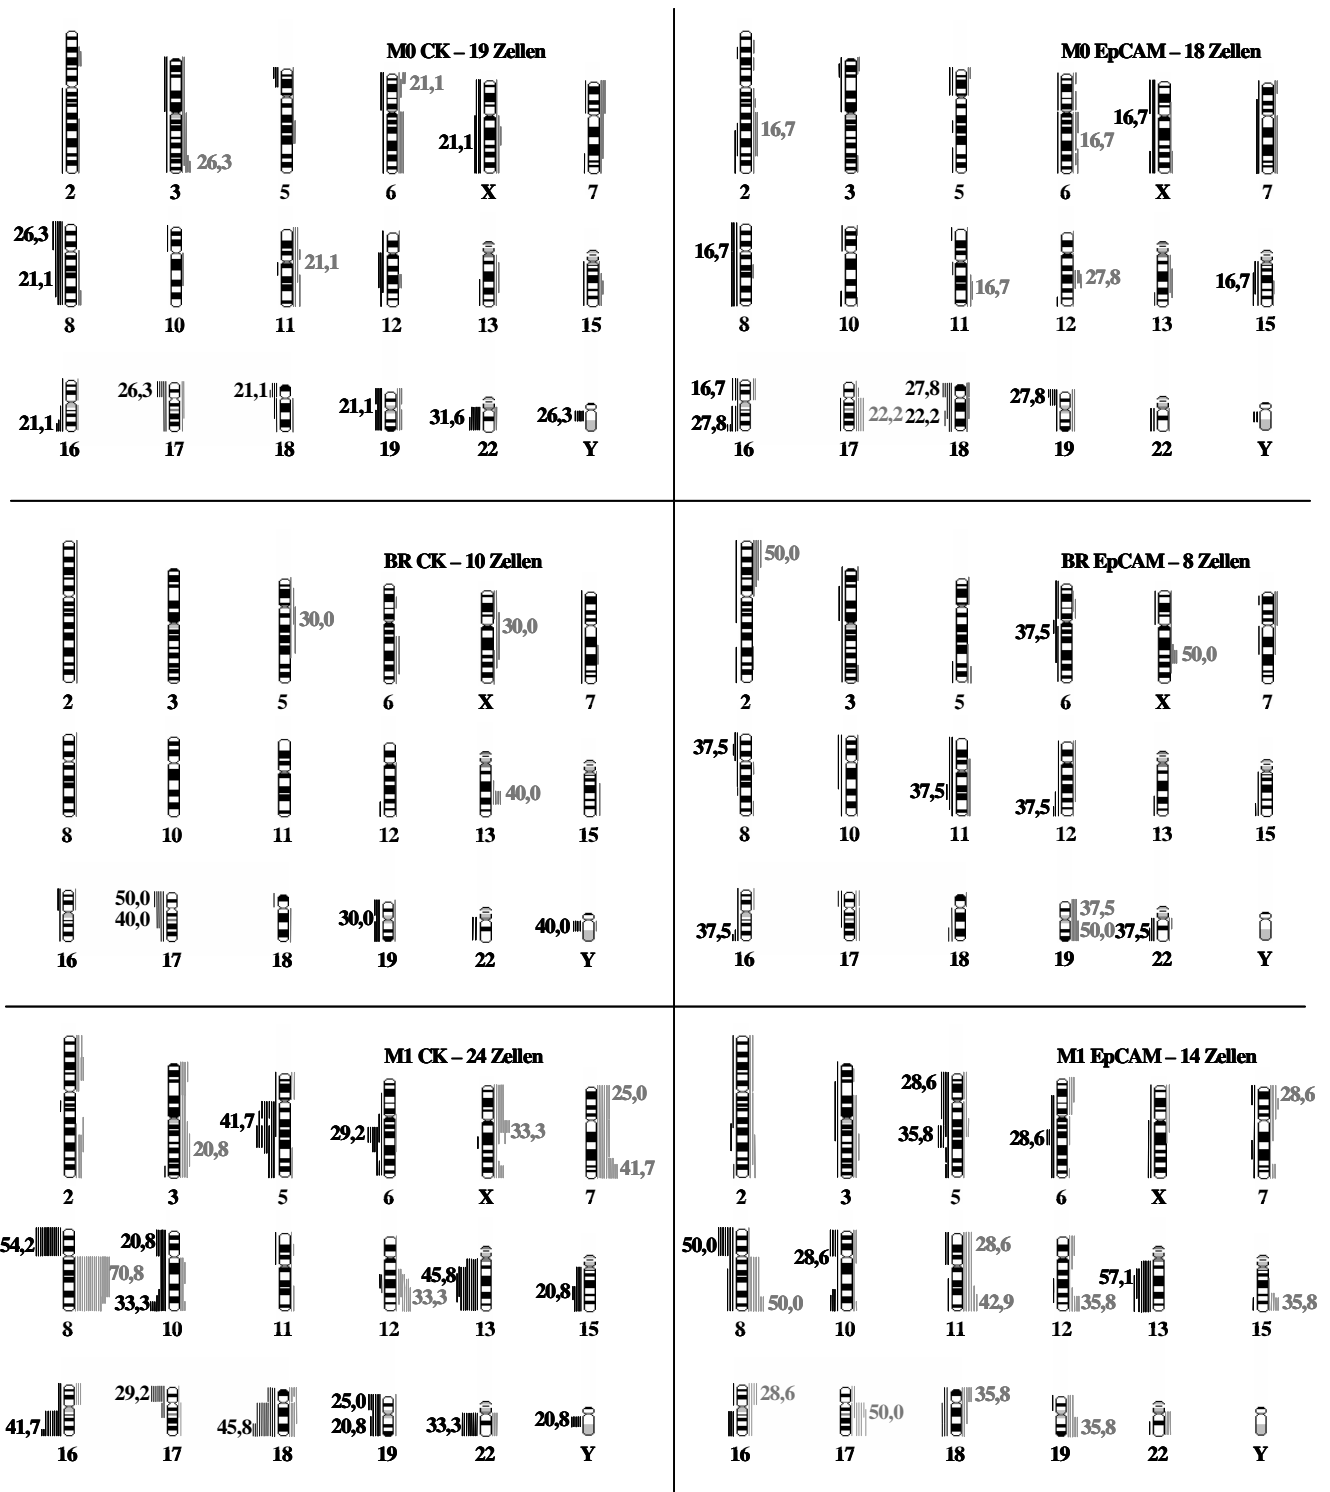 M0 CK – 19 Zellen
21,1
21,1
26,3
2 3 5 6 X 7
26,3
21,1
21,1
8 10 11 12 13 15
26,3 21,1
21,1
31,6 26,3
21,1
16 17 18 19 22 Y
M0 EpCAM – 18 Zellen
16,7
16,7
16,7
2 3 5 6 X 7
16,7
16,7 27,8
16,7
8 10 11 12 13 15
16,7 27,8 27,8
27,8 22,2 22,2
16 17 18 19 22 Y
BR CK – 10 Zellen
30,0 30,0
2 3 5 6 X 7
40,0
8 10 11 12 13 15
50,0
40,0 30,0 40,0
16 17 18 19 22 Y
BR EpCAM – 8 Zellen
50,0
37,5
50,0
2 3 5 6 X 7
37,5
37,5 37,5
8 10 11 12 13 15
37,5
37,5 50,0 37,5
16 17 18 19 22 Y
M1 CK – 24 Zellen
25,0
41,7 29,2 33,3
20,8
41,7
2 3 5 6 X 7
54,2 20,8
70,8 45,8
33,3 33,3 20,8
8 10 11 12 13 15
29,2 25,0
41,7 45,8 20,8 33,3 20,8
16 17 18 19 22 Y
M1 EpCAM – 14 Zellen
28,6 28,6
35,8 28,6
2 3 5 6 X 7
50,0 28,6 28,6
57,1
50,0 42,9 35,8 35,8
8 10 11 12 13 15
28,6 35,8
50,0 35,8
16 17 18 19 22 Y